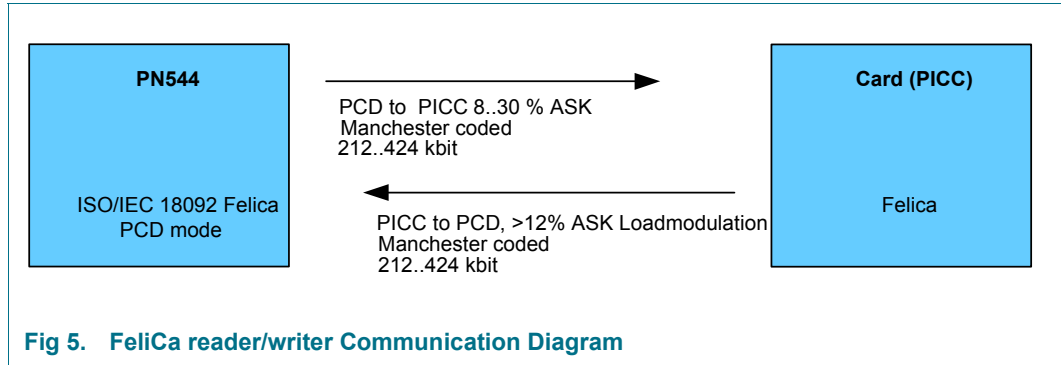 PN544
ISO/IEC 18092 Felica
PCD mode
PCD to PICC 8..30 % ASK
Manchester coded
212..424 kbit
PICC to PCD, >12% ASK Loadmodulation
Manchester coded
212..424 kbit
Card (PICC)
Felica
Fig 5. FeliCa reader/writer Communication Diagram